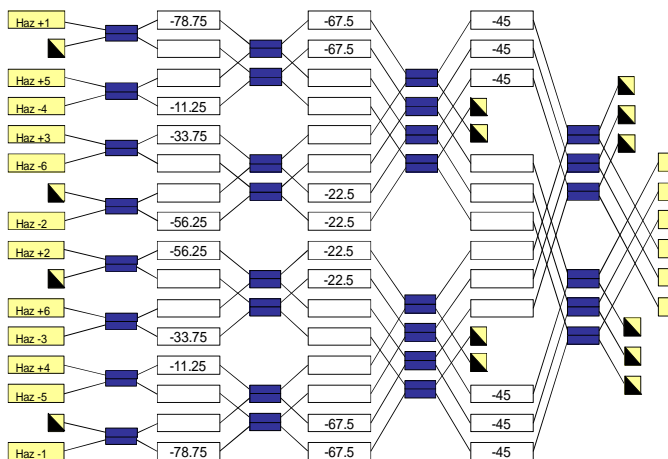 Haz +1 -78.75 -67.5 -45
-67.5 -45
Haz +5 -45
Haz -4 -11.25
Haz +3 -33.75
Haz -6
-22.5
Haz -2 -56.25 -22.5
Haz +2 -56.25 -22.5
-22.5
Haz +6
Haz -3 -33.75
Haz +4 -11.25
Haz -5 -45
-67.5 -45
Haz -1 -78.75 -67.5 -45